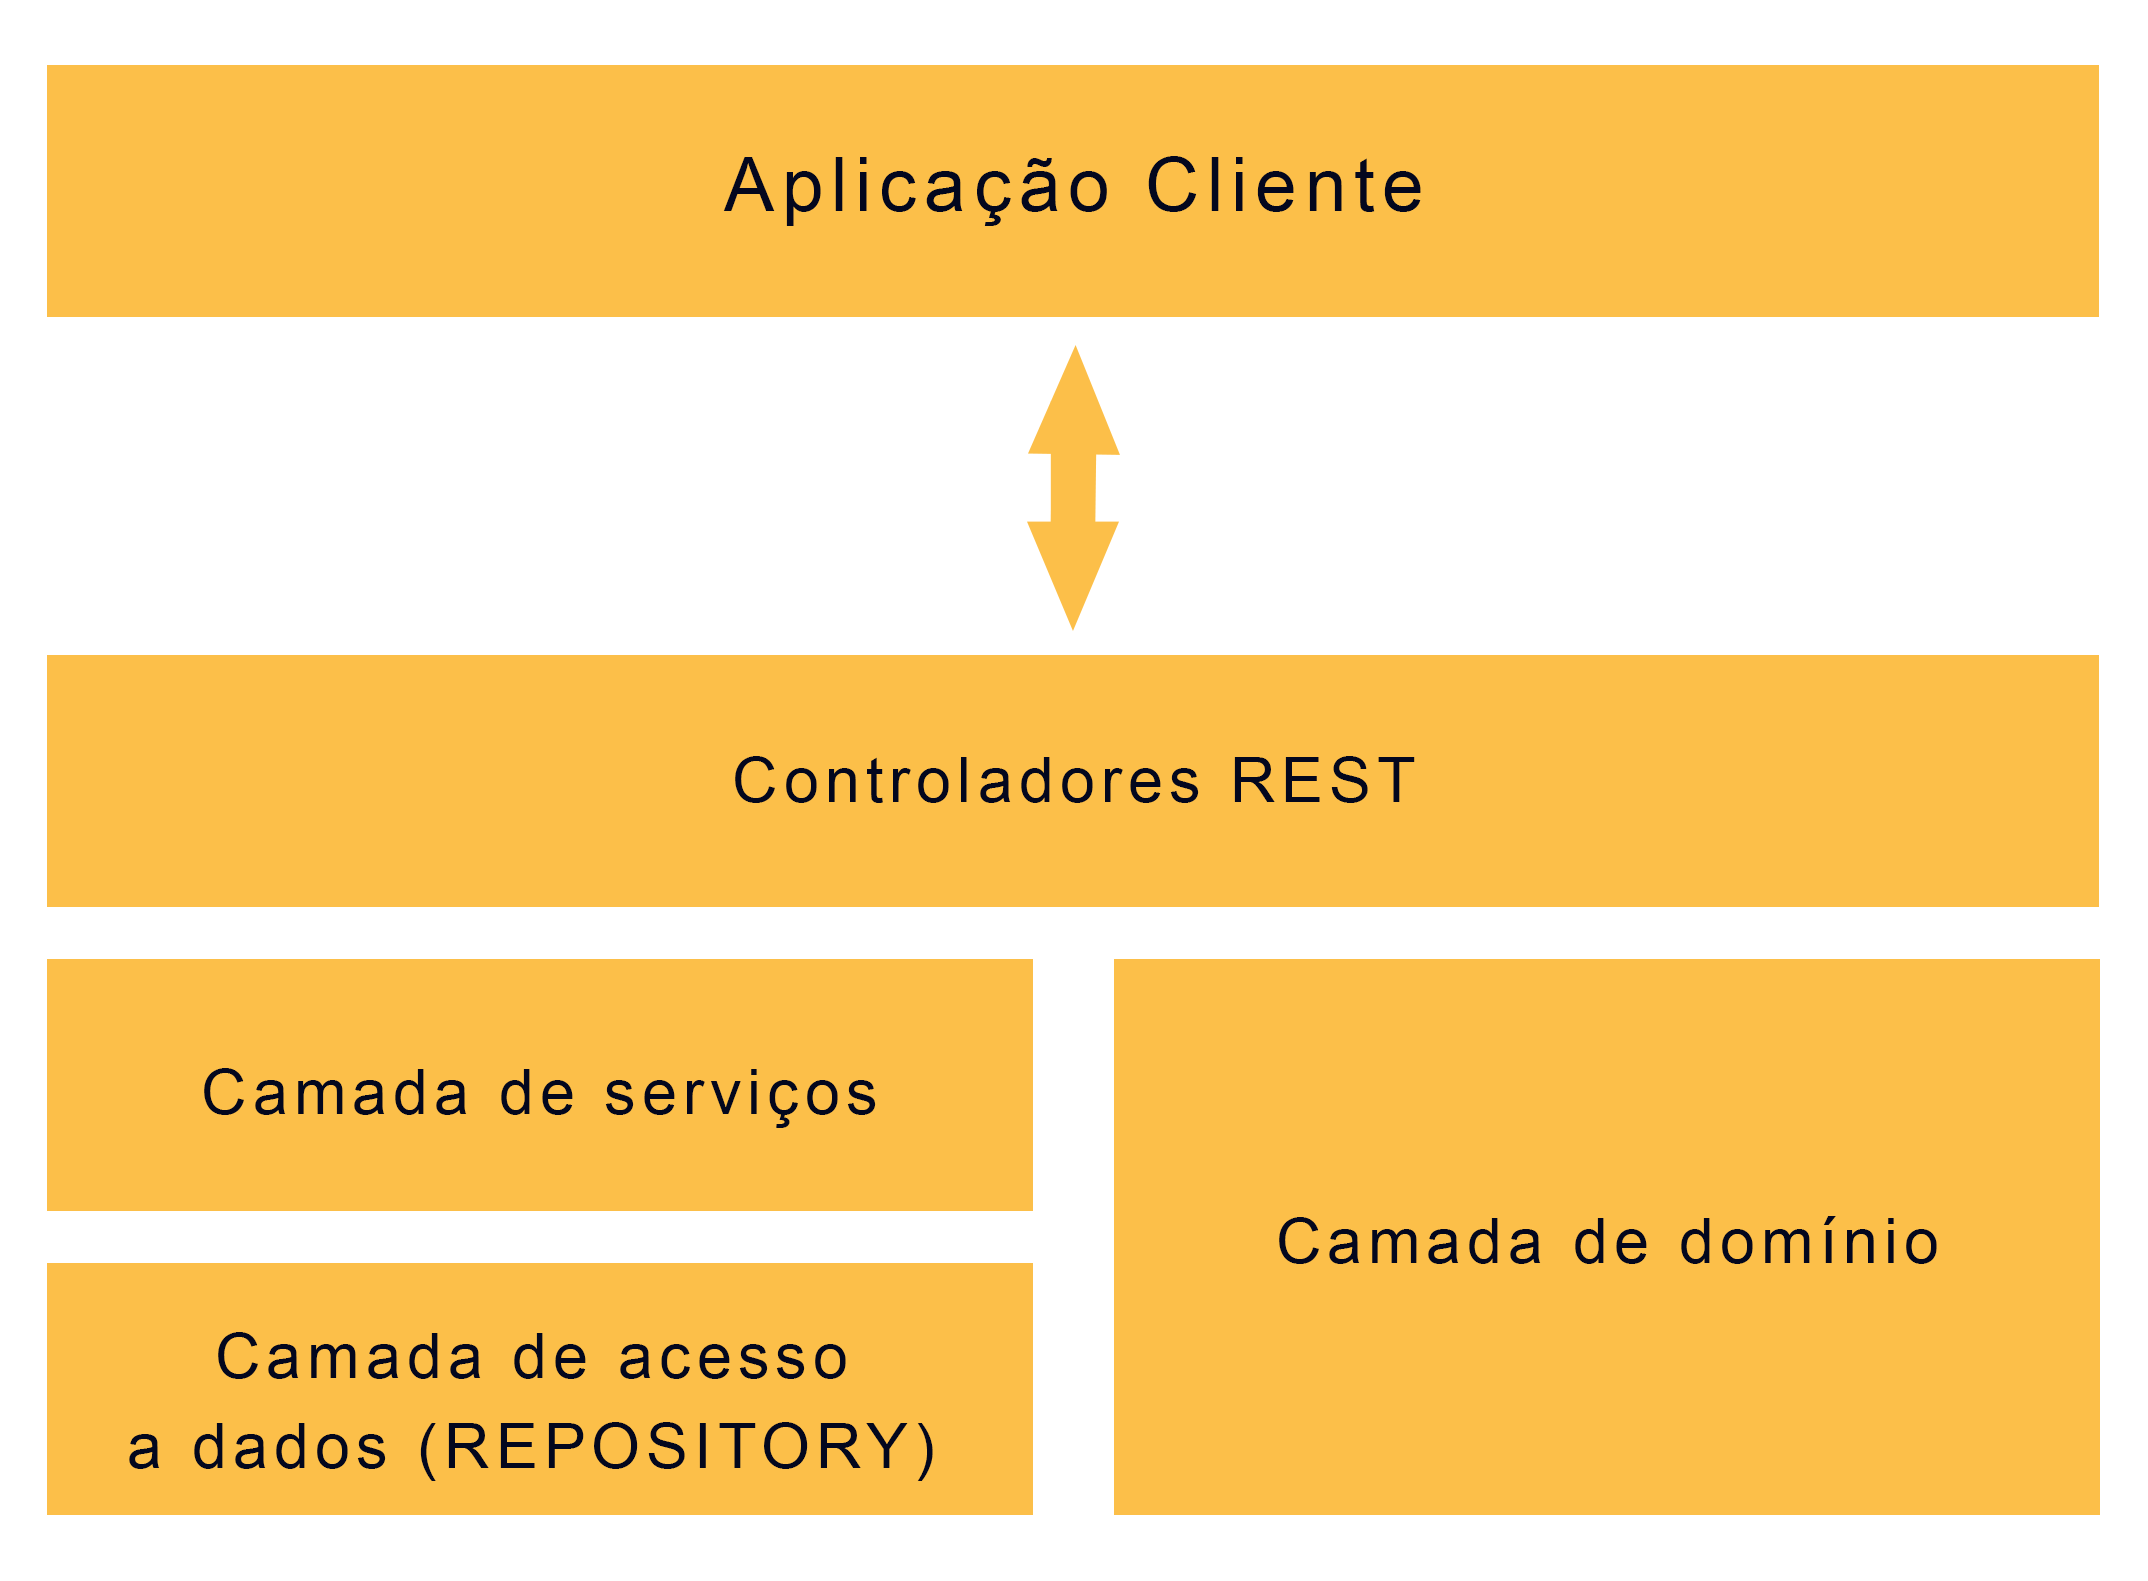 Aplicação Cliente
Controladores REST
Camada de serviços
Camada de domínio
Camada de acesso
a dados (REPOSITORY)